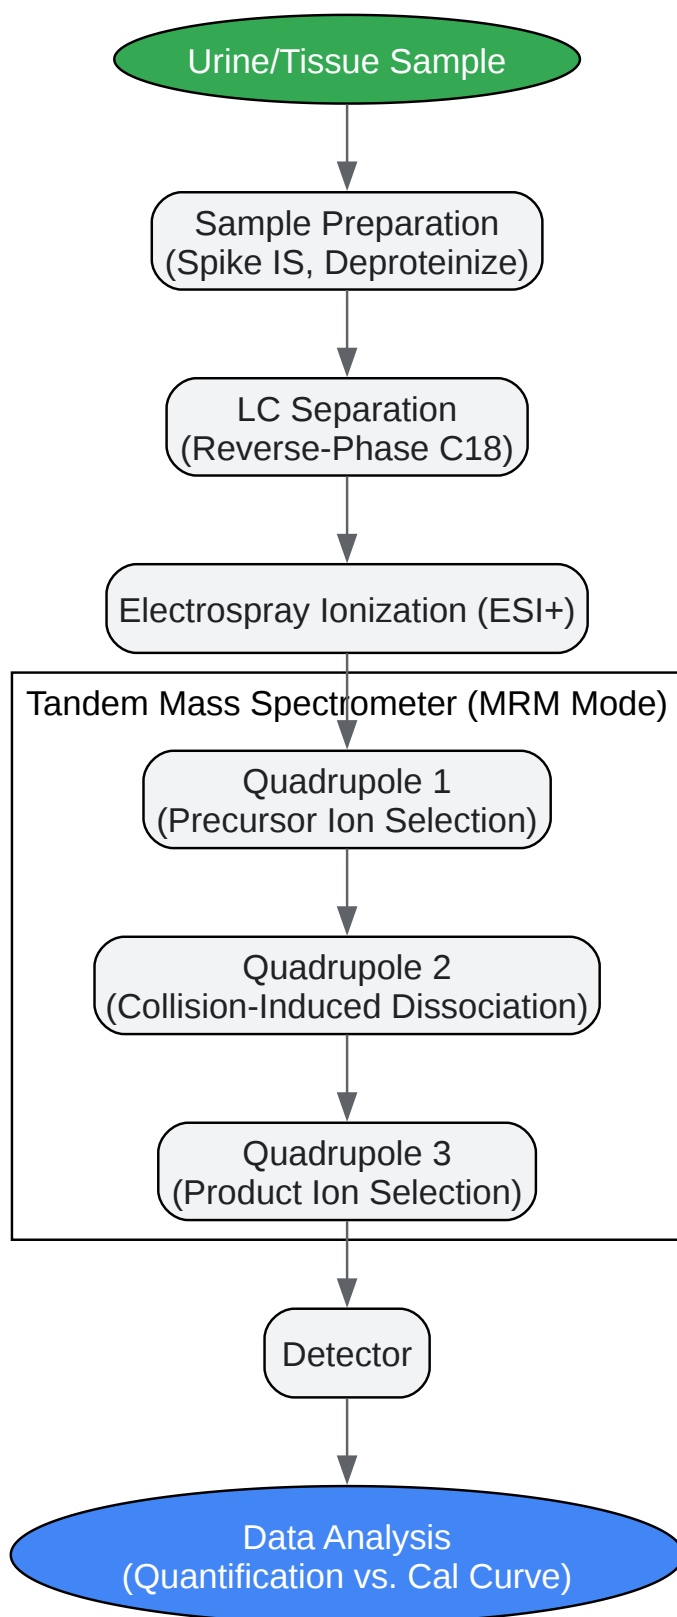 Urine/Tissue Sample
Sample Preparation
(Spike IS, Deproteinize)
LC Separation
(Reverse-Phase C18)
Electrospray Ionization (ESI+)
Tandem Mass Spectrometer (MRM Mode)
Quadrupole 1
(Precursor Ion Selection)
Quadrupole 2
(Collision-Induced Dissociation)
Quadrupole 3
(Product Ion Selection)
Detector
Data Analysis
(Quantification vs. Cal Curve)